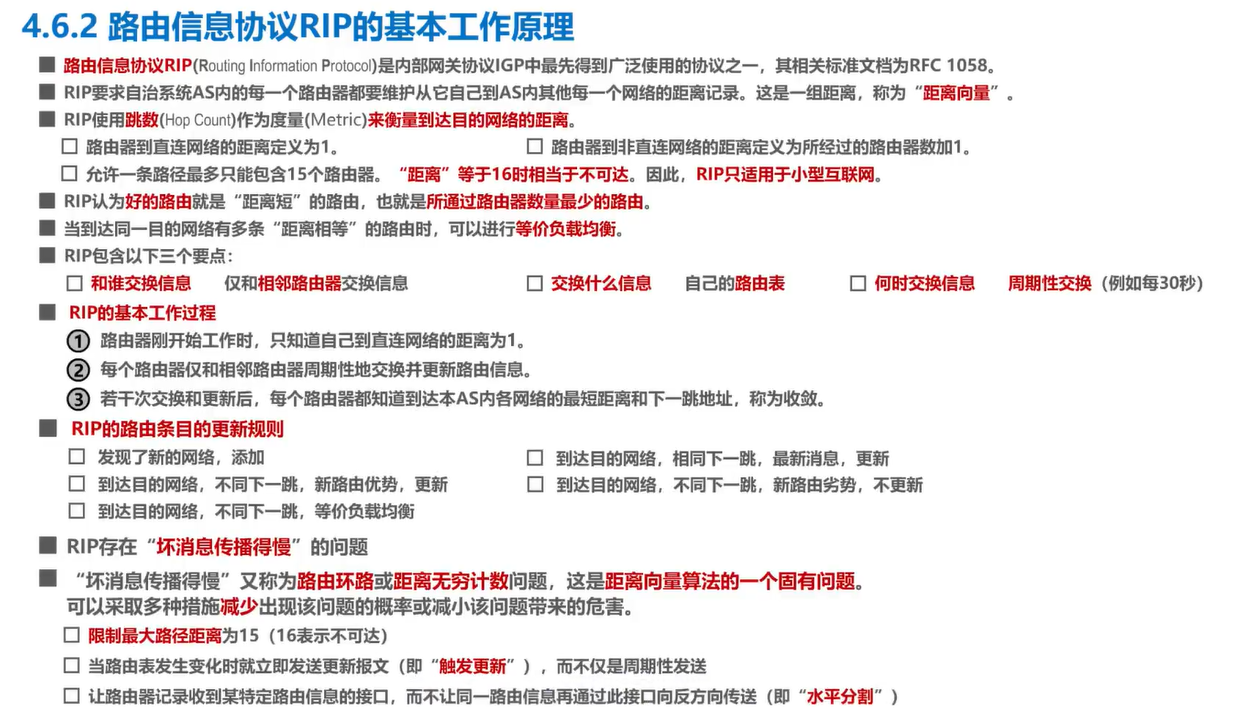 4.6.2 路由信息协议RIP的基本工作原理
路由信息协议RIP(Routing Information Protocol)是内部网关协议IGP中最先得到广泛使用的协议之一，其相关标准文档为RFC 1058。
RIP要求自治系统AS内的每一个路由器都要维护从它自己到AS内其他每一个网络的距离记录。这是一组距离，称为“距离向量”。
RIP使用跳数(Hop Count)作为度量(Metric)来衡量到达目的网络的距离。
路由器到直连网络的距离定义为1。 路由器到非直连网络的距离定义为所经过的路由器数加1。
允许一条路径最多只能包含15个路由器。“距离”等于16时相当于不可达。因此，RIP只适用于小型互联网。
RIP认为好的路由就是“距离短”的路由，也就是所通过路由器数量最少的路由。
当到达同一目的网络有多条“距离相等”的路由时，可以进行等价负载均衡。
RIP包含以下三个要点：
和谁交换信息 仅和相邻路由器交换信息 交换什么信息 自己的路由表 何时交换信息 周期性交换（例如每30秒）
RIP的基本工作过程
① 路由器刚开始工作时，只知道自己到直连网络的距离为1。
② 每个路由器仅和相邻路由器周期性地交换并更新路由信息。
③ 若干次交换和更新后，每个路由器都知道到达本AS内各网络的最短距离和下一跳地址，称为收敛。
RIP的路由条目的更新规则
发现了新的网络，添加 到达目的网络，相同下一跳，最新消息，更新
到达目的网络，不同下一跳，新路由优势，更新 到达目的网络，不同下一跳，新路由劣势，不更新
到达目的网络，不同下一跳，等价负载均衡
RIP存在“坏消息传播得慢”的问题
“坏消息传播得慢”又称为路由环路或距离无穷计数问题，这是距离向量算法的一个固有问题。
可以采取多种措施减少出现该问题的概率或减小该问题带来的危害。
限制最大路径距离为15（16表示不可达）
当路由表发生变化时就立即发送更新报文（即“触发更新”），而不仅是周期性发送
让路由器记录收到某特定路由信息的接口，而不让同一路由信息再通过此接口向反方向传送（即“水平分割”）